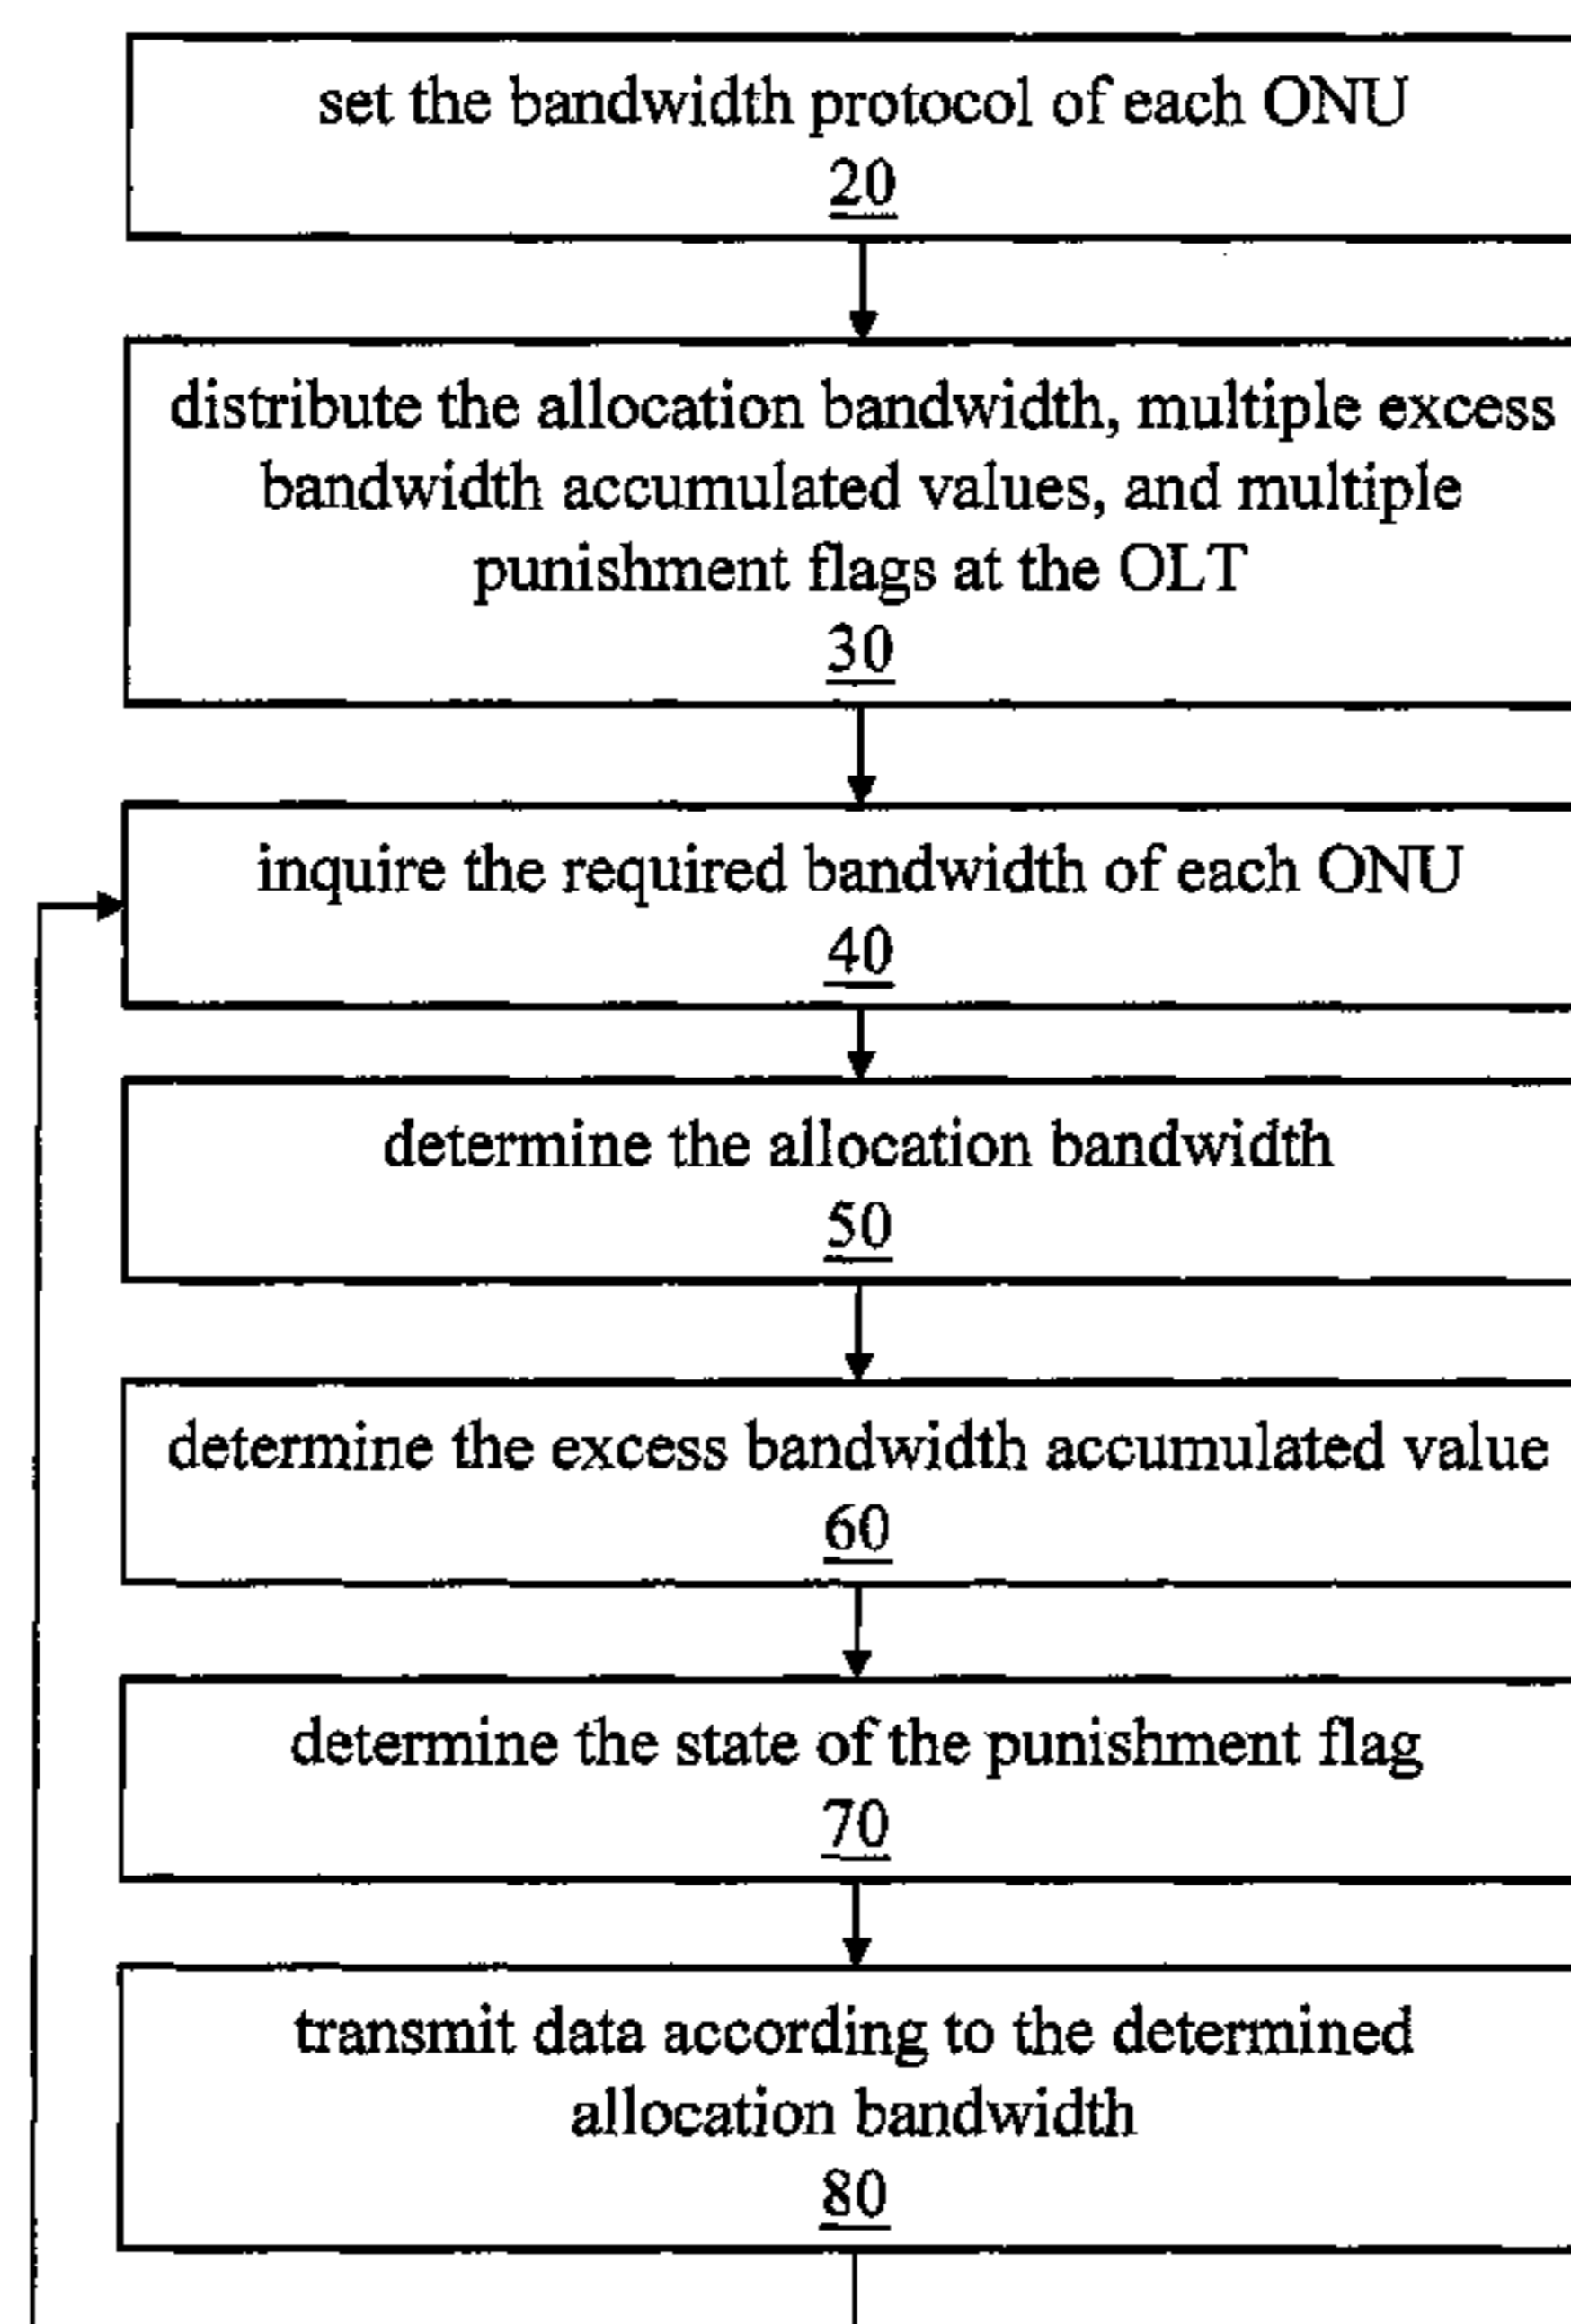 set the bandwidth protocol of each ONU
20
distribute the allocation bandwidth, multiple excess
bandwidth accumulated values, and multiple
punishment flags at the OLT
30
inquire the required bandwidth of each ONU
40
determine the allocation bandwidth
50
determine the excess bandwidth accumulated value
60
determine the state of the punishment flag
70
transmit data according to the determined
allocation bandwidth
80